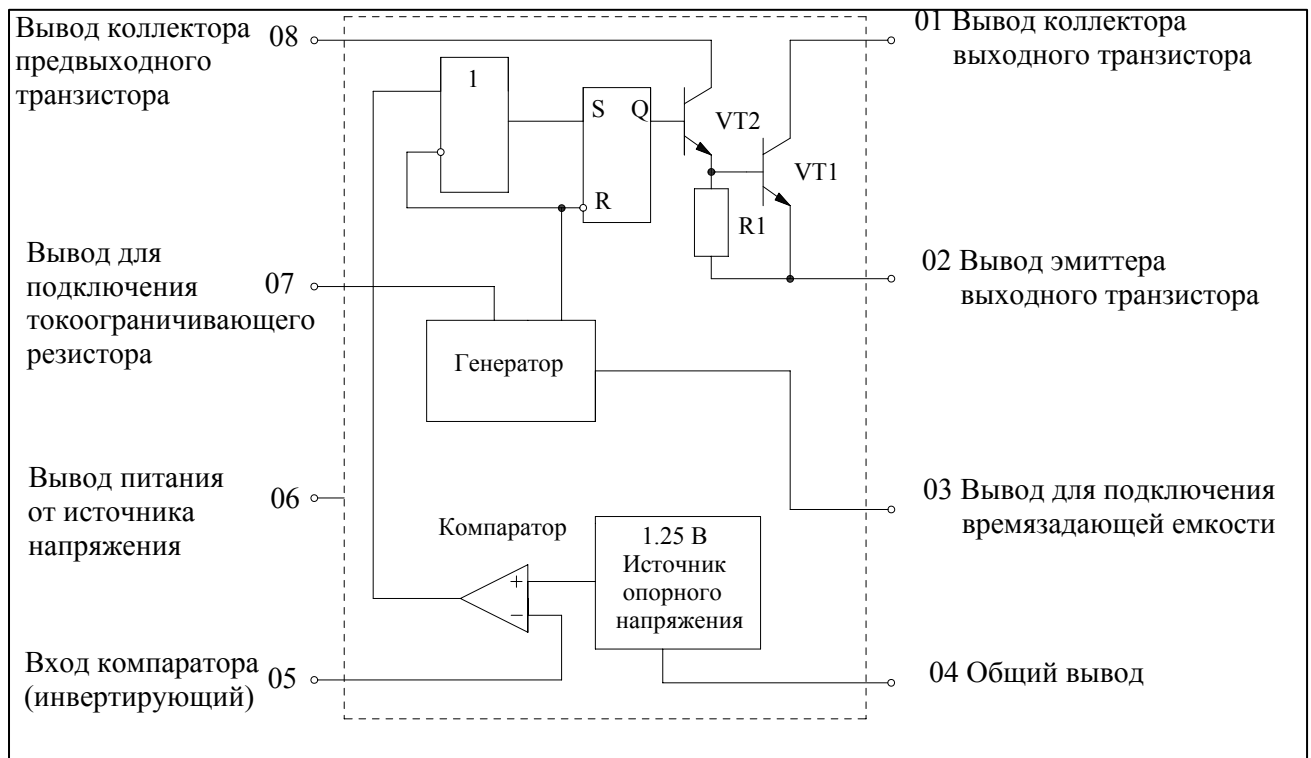 Вывод коллектора
предвыходного
транзистора
08
01 Вывод коллектора
выходного транзистора
1
S Q
R
VT2
VT1
R1
Вывод для
подключения
токоограничивающего
резистора
07
02 Вывод эмиттера
выходного транзистора
Генератор
Вывод питания
от источника
напряжения
06
03 Вывод для подключения
времязадающей емкости
Компаратор
+
−
1.25 В
Источник
опорного
напряжения
Вход компаратора
(инвертирующий)
05
04 Общий вывод